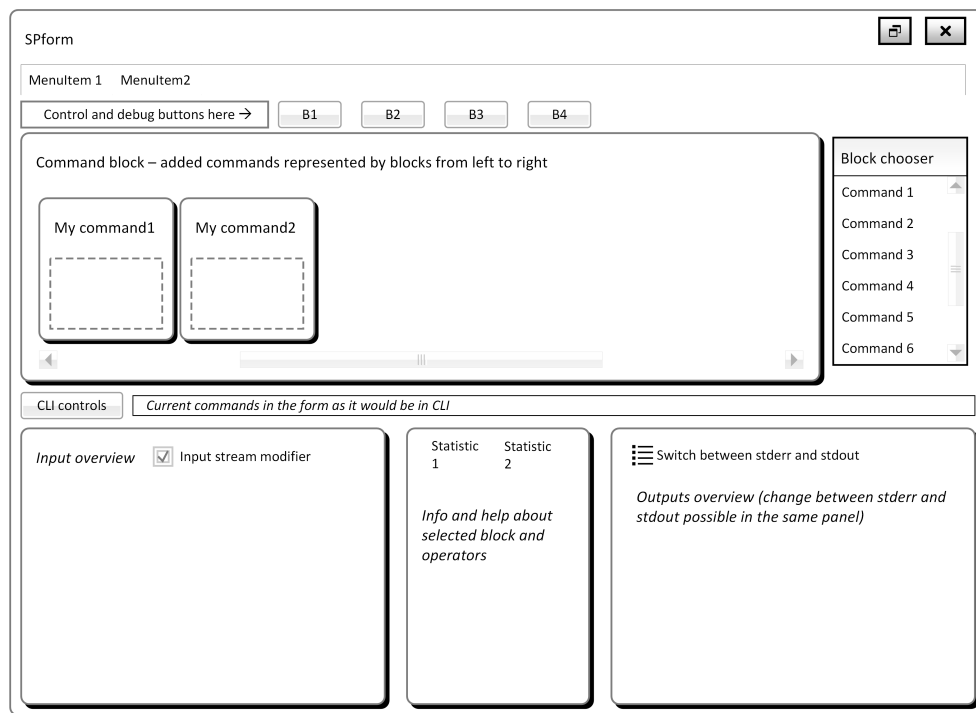 SPform
MenuItem 1 MenuItem2
Control and debug buttons here → B1 B2 B3 B4
Command block – added commands represented by blocks from left to right
My command1 My command2
Block chooser
Command 1
Command 2
Command 3
Command 4
Command 5
Command 6
CLI controls Current commands in the form as it would be in CLI
Input overview Input stream modifier
Statistic 1
Statistic 2
Info and help about
selected block and
operators
Switch between stderr and stdout
Outputs overview (change between stderr and
stdout possible in the same panel)